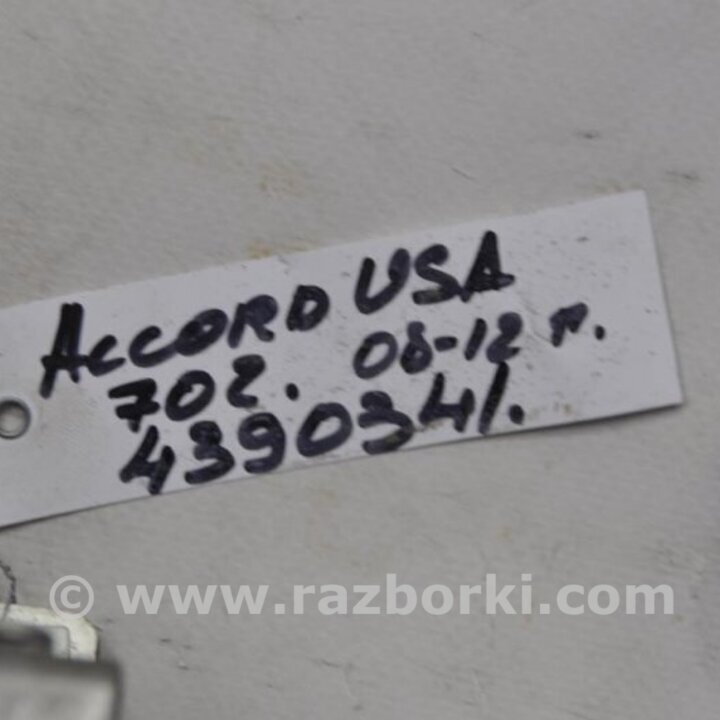 ACCORD USA
702. 08-12 г.
4390341.
© www.razborki.com